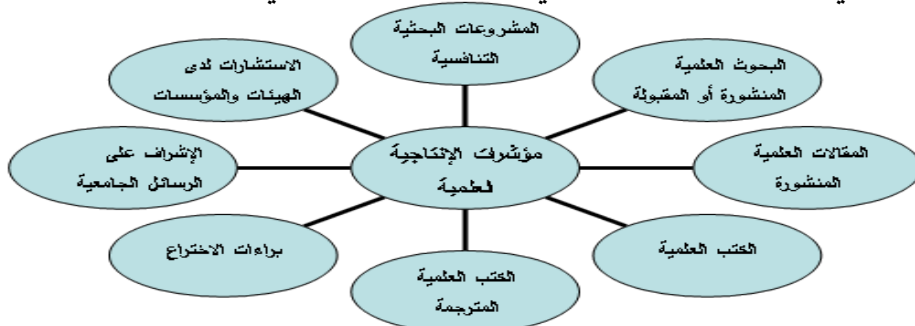 المشروعات البحثية
التنافسية
البحوث العلمية
المنشورة أو المقبولة
المقالات العلمية
المنشورة
الكتب العلمية
الكتب العلمية
المترجمة
براءات الاختراع
الإشراف على
الرسائل الجامعية
الاستشارات لدى
الهيئات والمؤسسات
مؤشرات الإنتاجية
العلمية